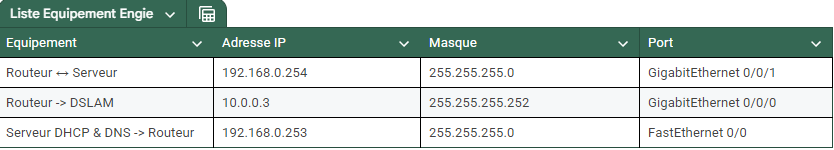 Liste Equipement Engie
Equipement Adresse IP Masque Port
Routeur ↔ Serveur 192.168.0.254 255.255.255.0 GigabitEthernet 0/0/1
Routeur -> DSLAM 10.0.0.3 255.255.255.252 GigabitEthernet 0/0/0
Serveur DHCP & DNS -> Routeur 192.168.0.253 255.255.255.0 FastEthernet 0/0